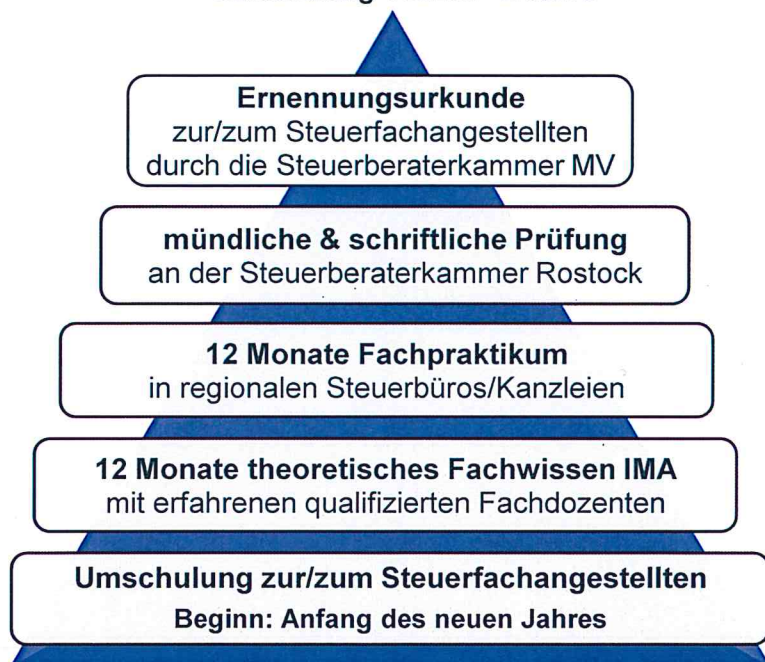 Ernennungsurkunde
zur/zum Steuerfachangestellten
durch die Steuerberaterkammer MV
mündliche & schriftliche Prüfung
an der Steuerberaterkammer Rostock
12 Monate Fachpraktikum
in regionalen Steuerbüros/Kanzleien
12 Monate theoretisches Fachwissen IMA
mit erfahrenen qualifizierten Fachdozenten
Umschulung zur/zum Steuerfachangestellten
Beginn: Anfang des neuen Jahres